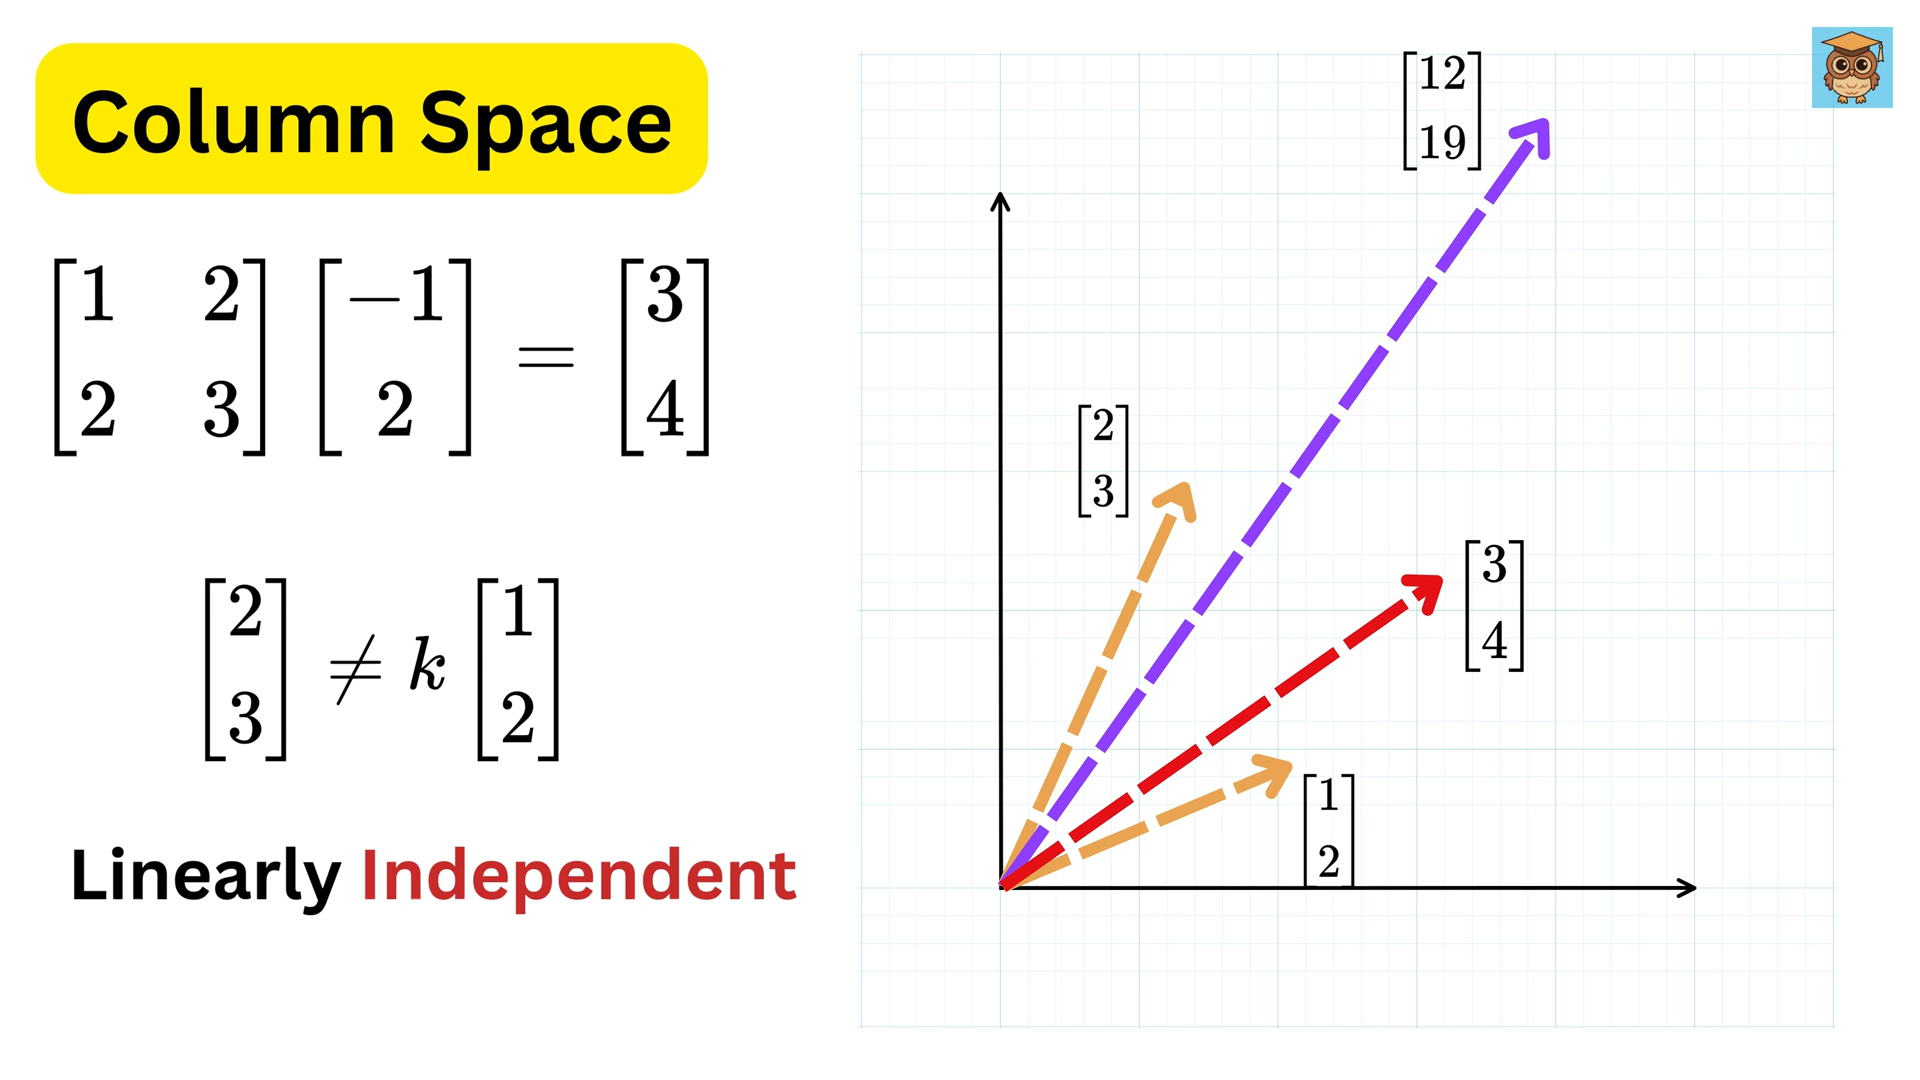 Column Space
[1 2; 2 3] [−1; 2] = [3; 4]
[2; 3] ≠ k [1; 2]
Linearly Independent
[12; 19]
[2; 3]
[3; 4]
[1; 2]